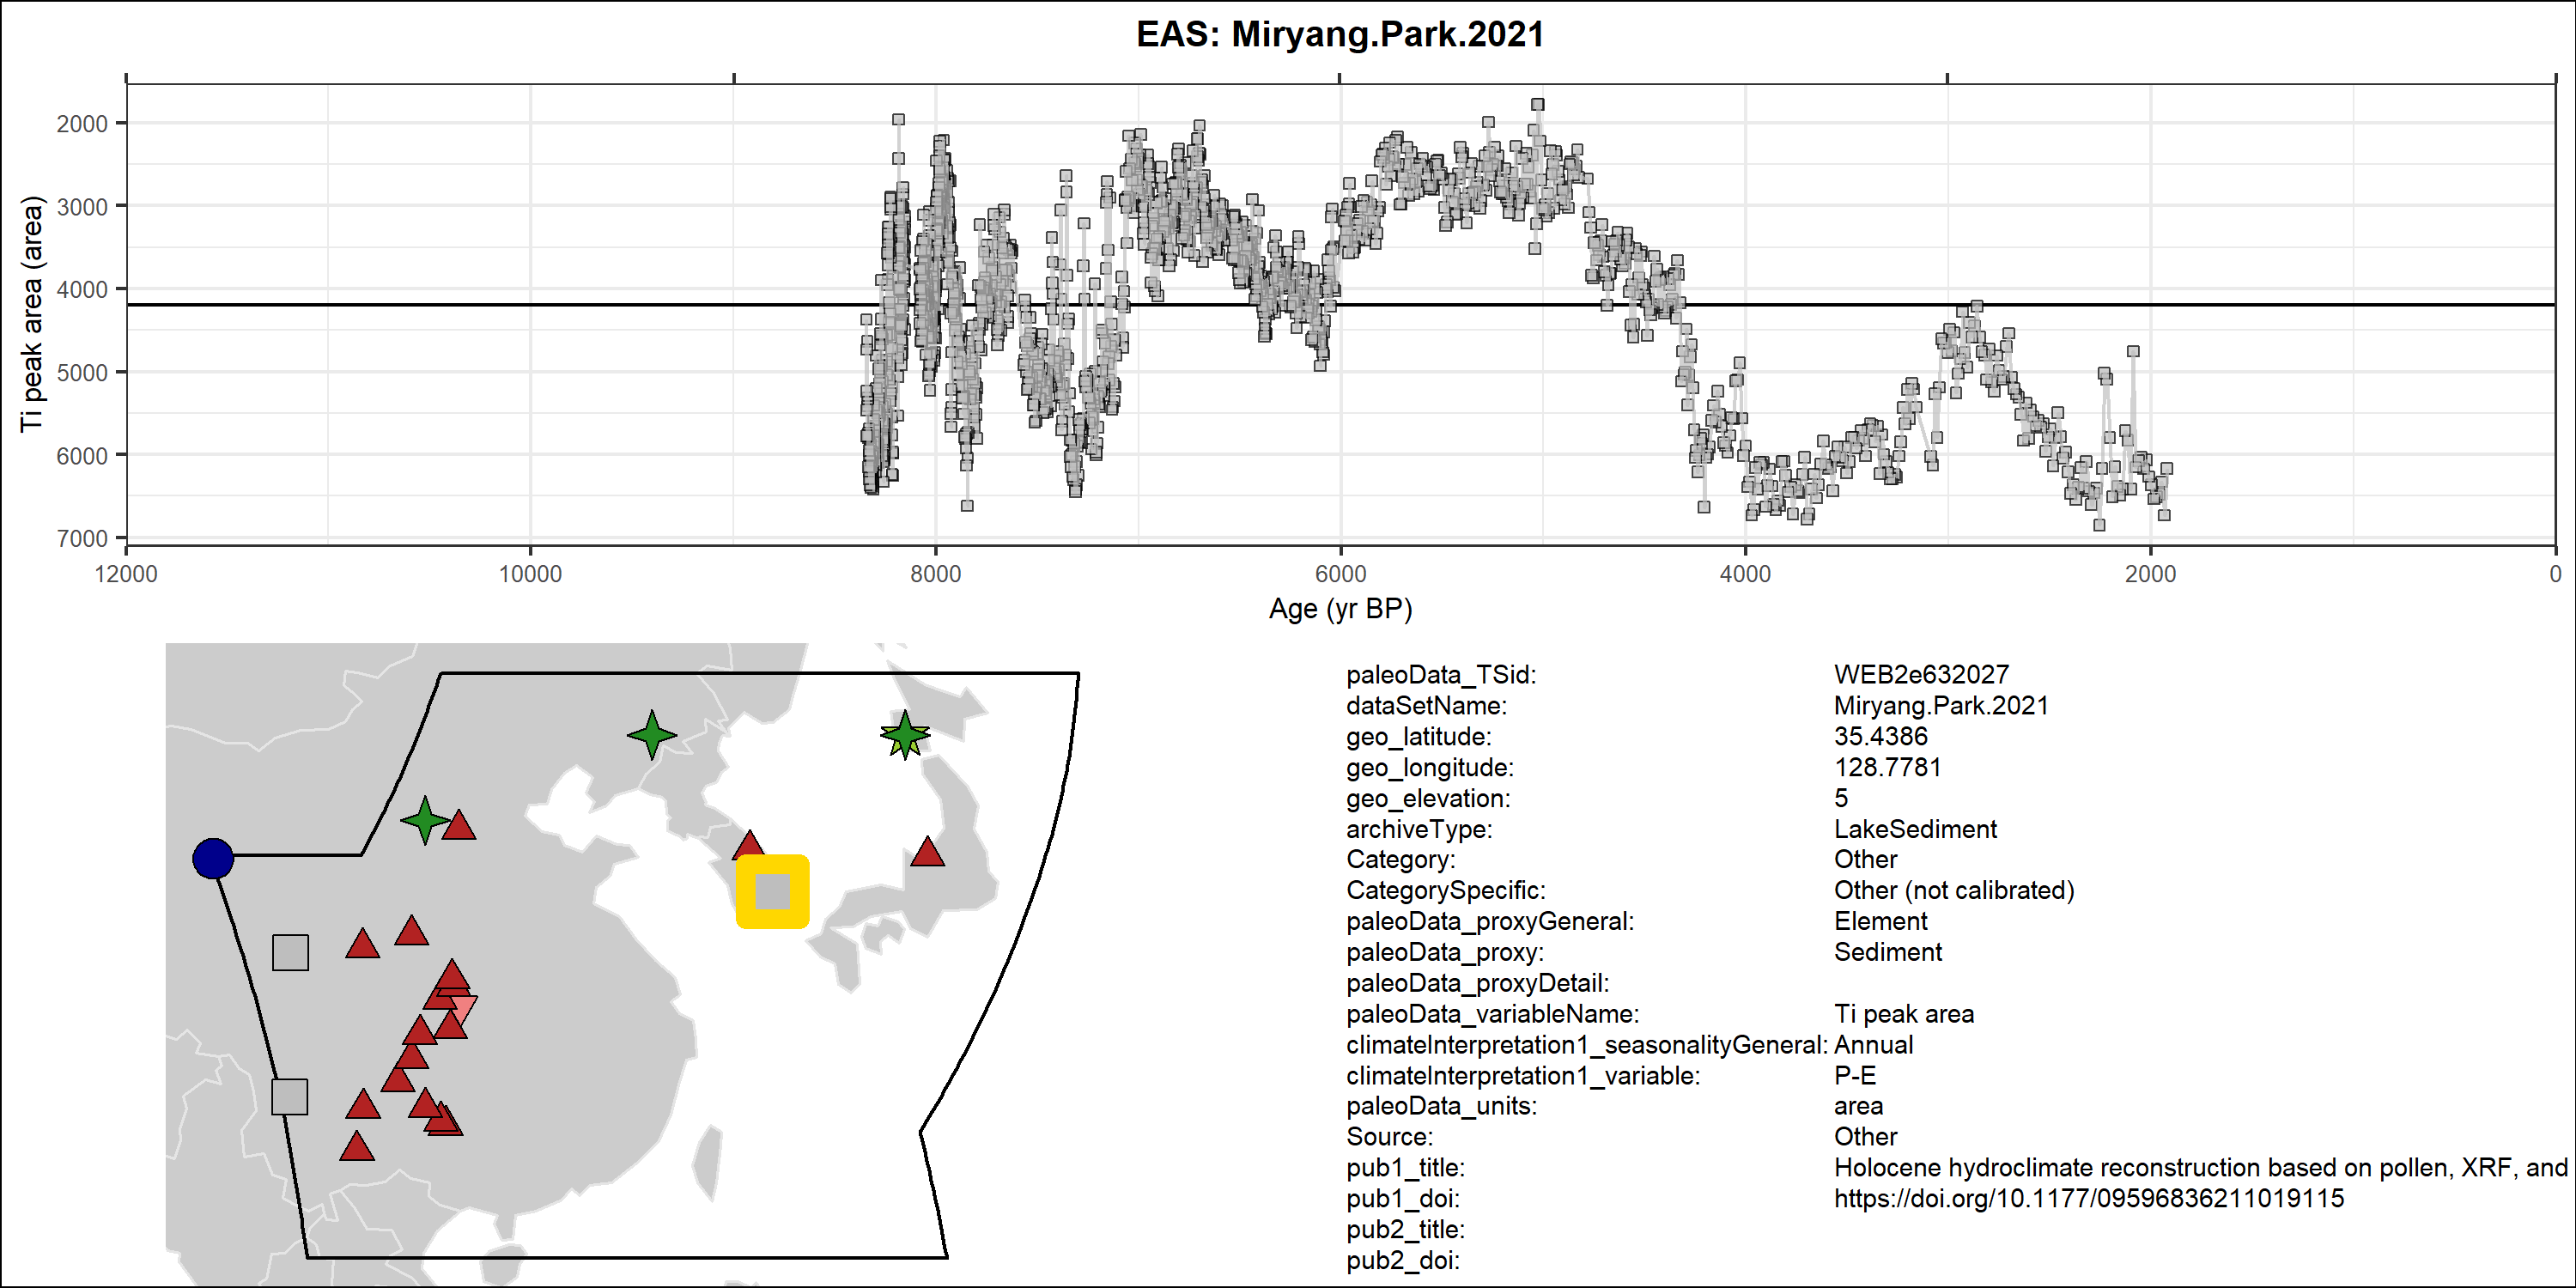 EAS: Miryang.Park.2021
Ti peak area (area)
2000
3000
4000
5000
6000
7000
12000 10000 8000 6000 4000 2000 0
Age (yr BP)
paleoData_TSid: WEB2e632027
dataSetName: Miryang.Park.2021
geo_latitude: 35.4386
geo_longitude: 128.7781
geo_elevation: 5
archiveType: LakeSediment
Category: Other
CategorySpecific: Other (not calibrated)
paleoData_proxyGeneral: Element
paleoData_proxy: Sediment
paleoData_proxyDetail:
paleoData_variableName: Ti peak area
climateInterpretation1_seasonalityGeneral: Annual
climateInterpretation1_variable: P-E
paleoData_units: area
Source: Other
pub1_title: Holocene hydroclimate reconstruction based on pollen, XRF, and
pub1_doi: https://doi.org/10.1177/09596836211019115
pub2_title:
pub2_doi: